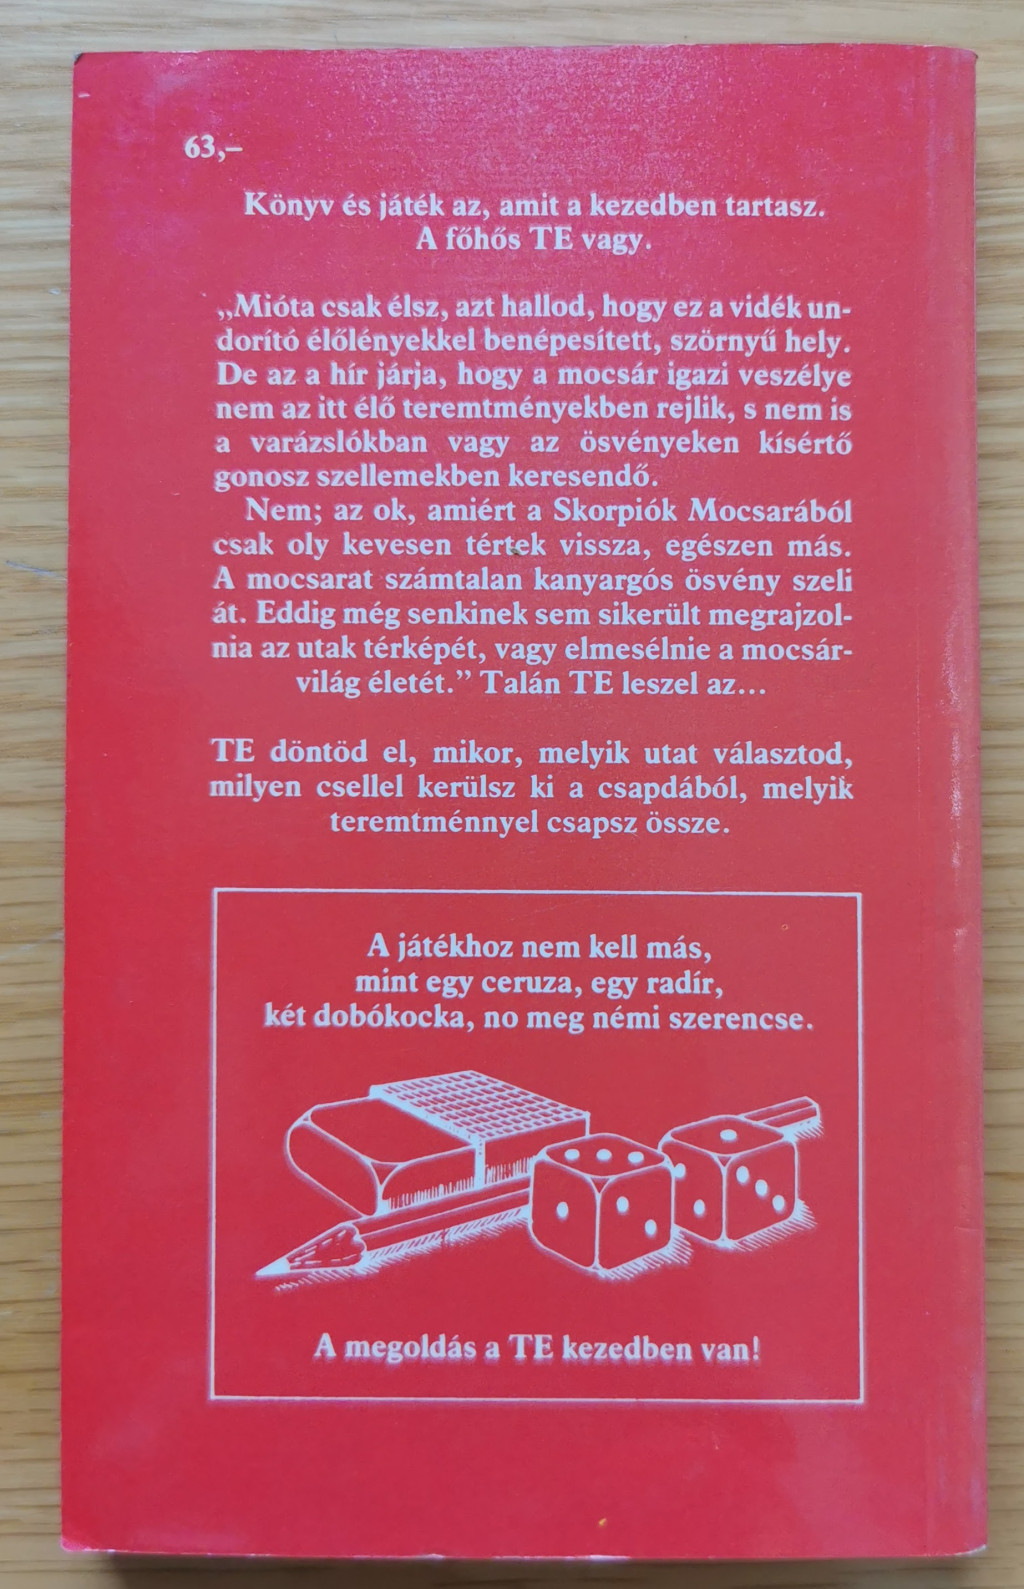 63,–
Könyv és játék az, amit a kezedben tartasz.
A főhős TE vagy.
„Mióta csak élsz, azt hallod, hogy ez a vidék un-
dorító élőlényekkel benépesített, szörnyű hely.
De az a hír járja, hogy a mocsár igazi veszélye
nem az itt élő teremtményekben rejlik, s nem is
a varázslókban vagy az ösvényeken kísértő
gonosz szellemekben keresendő.
Nem; az ok, amiért a Skorpiók Mocsarából
csak oly kevesen tértek vissza, egészen más.
A mocsarat számtalan kanyargós ösvény szeli
át. Eddig még senkinek sem sikerült megrajzol-
nia az utak térképét, vagy elmesélnie a mocsár-
világ életét.” Talán TE leszel az...
TE döntöd el, mikor, melyik utat választod,
milyen csellel kerülsz ki a csapdából, melyik
teremtménnyel csapsz össze.
A játékhoz nem kell más,
mint egy ceruza, egy radír,
két dobókocka, no meg némi szerencse.
A megoldás a TE kezedben van!